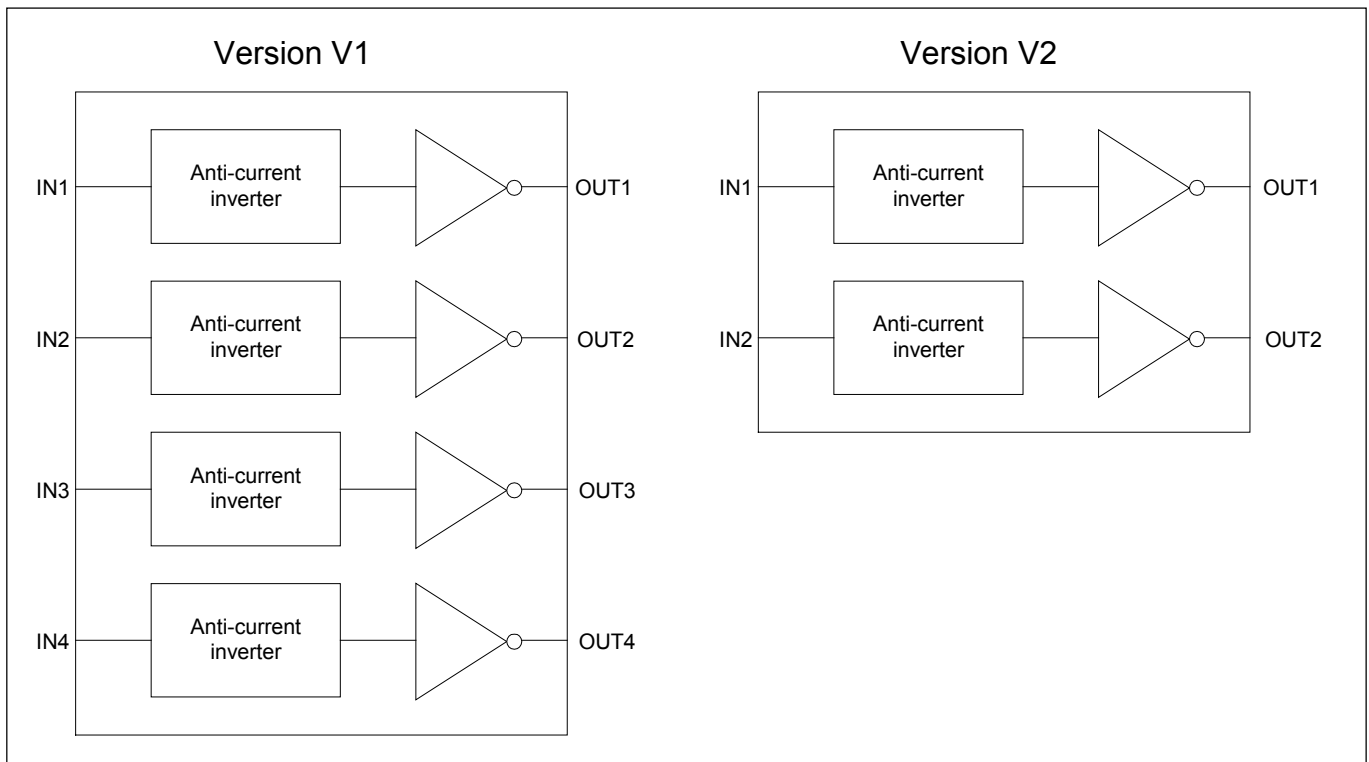 Version V1
IN1
Anti-current
inverter
OUT1
IN2
Anti-current
inverter
OUT2
IN3
Anti-current
inverter
OUT3
IN4
Anti-current
inverter
OUT4
Version V2
IN1
Anti-current
inverter
OUT1
IN2
Anti-current
inverter
OUT2